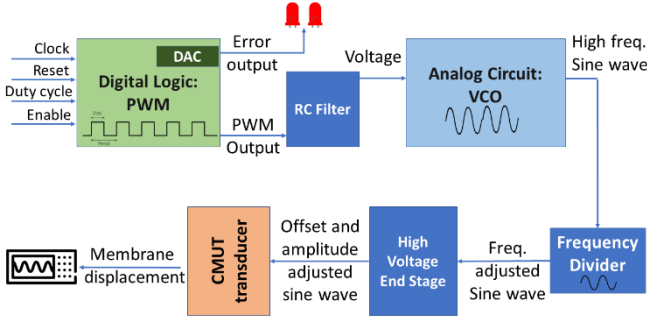 Clock
Reset
Duty cycle
Enable
DAC
Digital Logic:
PWM
Duty
Period
Error
output
PWM
Output
RC Filter
Voltage
Analog Circuit:
VCO
High freq.
Sine wave
Frequency
Divider
Freq.
adjusted
Sine wave
High
Voltage
End Stage
Offset and
amplitude
adjusted
sine wave
CMUT
transducer
Membrane
displacement